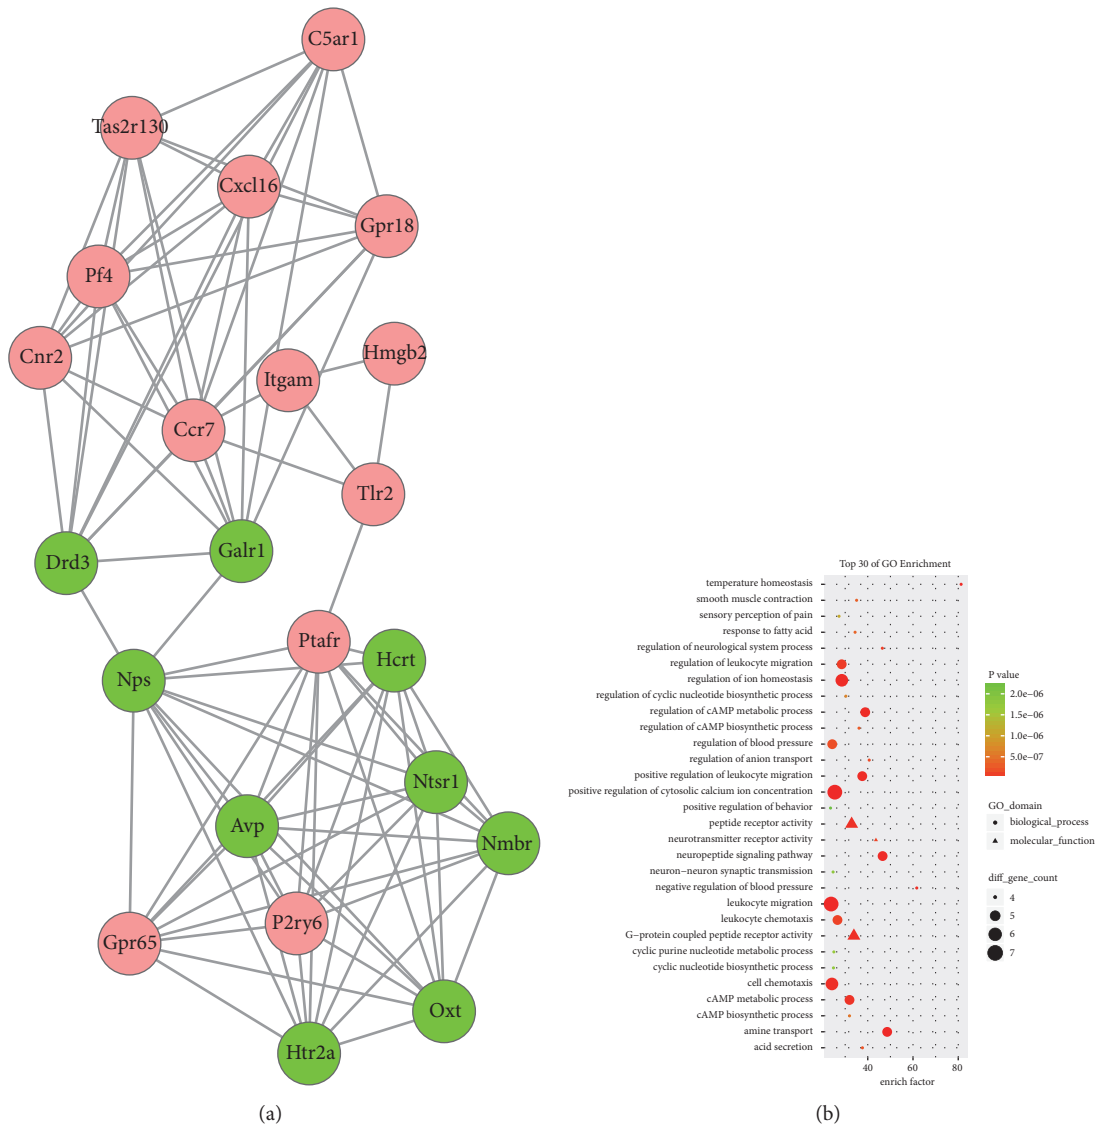 C5ar1
Tas2r130
Cxcl16
Gpr18
Pf4
Cnr2
Hmgb2
Itgam
Ccr7
Tlr2
Drd3
Galr1
Ptafr
Hcrt
Nps
Ntsr1
Avp
Nmbr
P2ry6
Gpr65
Oxt
Htr2a
(a)
Top 30 of GO Enrichment
temperature homeostasis
smooth muscle contraction
sensory perception of pain
response to fatty acid
regulation of neurological system process
regulation of leukocyte migration
regulation of ion homeostasis
regulation of cyclic nucleotide biosynthetic process
regulation of cAMP metabolic process
regulation of cAMP biosynthetic process
regulation of blood pressure
regulation of anion transport
positive regulation of leukocyte migration
positive regulation of cytosolic calcium ion concentration
positive regulation of behavior
peptide receptor activity
neurotransmitter receptor activity
neuropeptide signaling pathway
neuron−neuron synaptic transmission
negative regulation of blood pressure
leukocyte migration
leukocyte chemotaxis
G−protein coupled peptide receptor activity
cyclic purine nucleotide metabolic process
cyclic nucleotide biosynthetic process
cell chemotaxis
cAMP metabolic process
cAMP biosynthetic process
amine transport
acid secretion
40 60 80
enrich factor
P value
2.0e−06
1.5e−06
1.0e−06
5.0e−07
GO_domain
biological_process
molecular_function
diff_gene_count
4
5
6
7
(b)